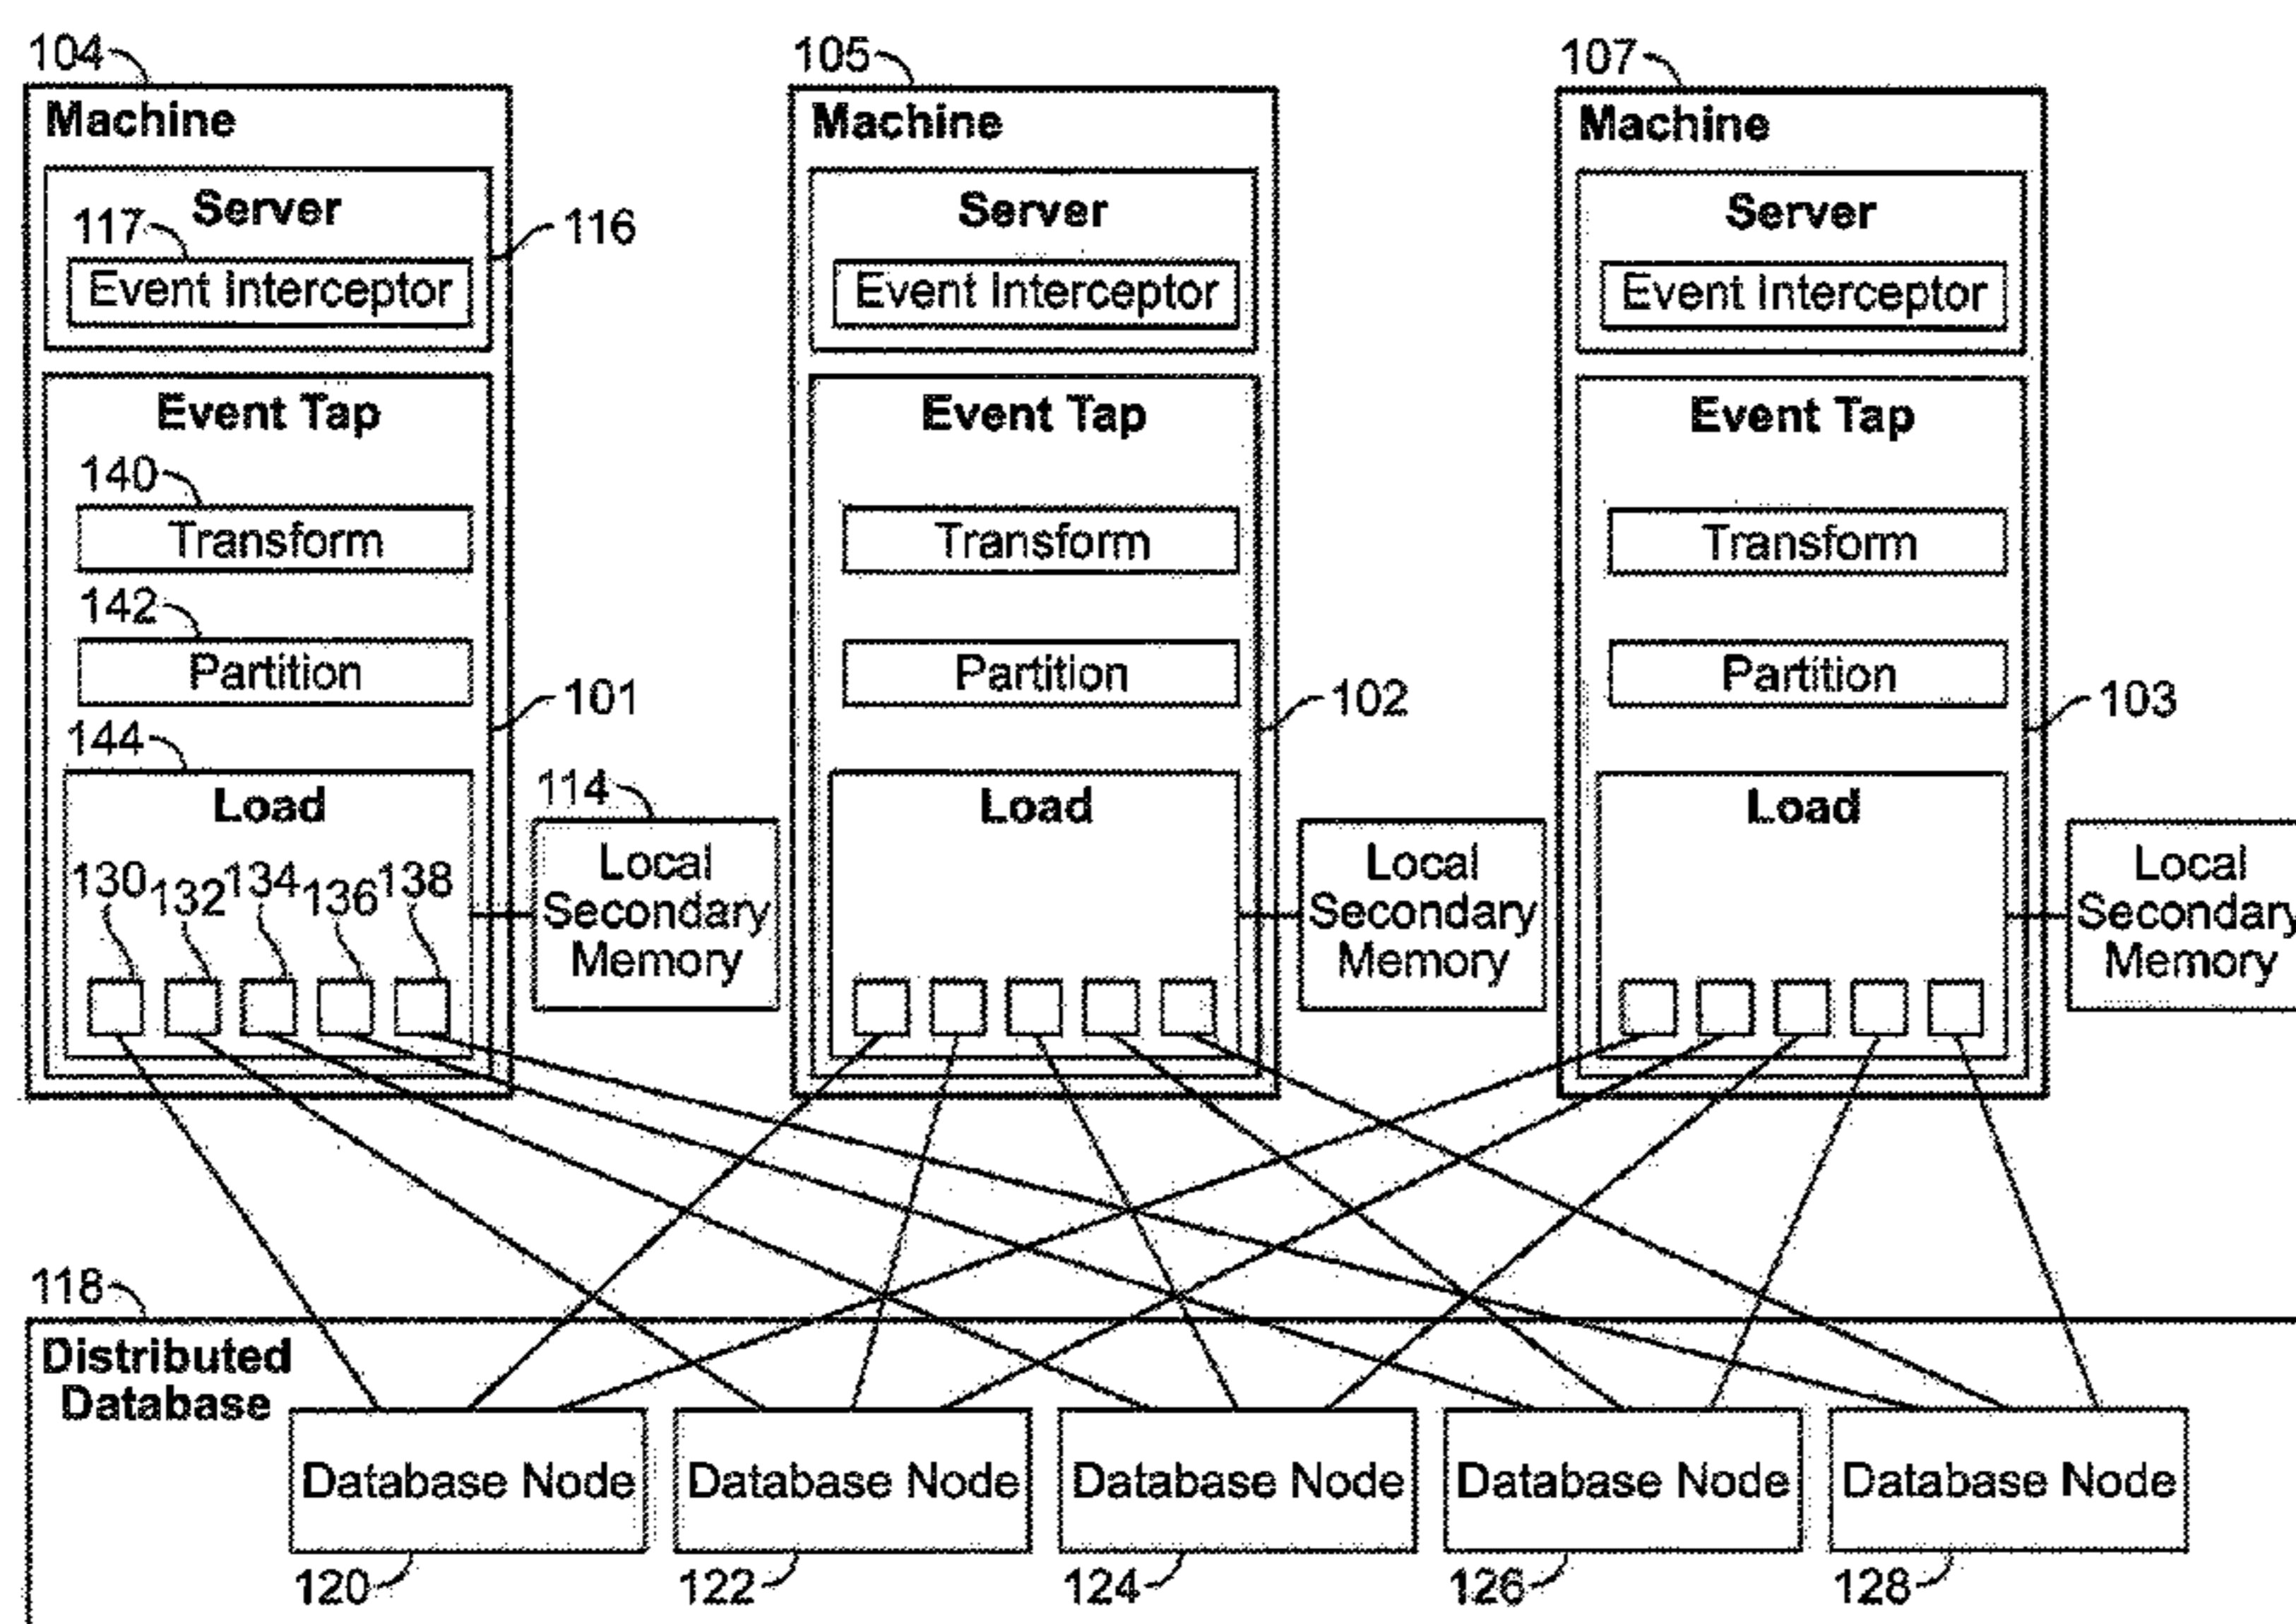 104
Machine
Server
117
116
Event Interceptor
Event Tap
140
Transform
142
Partition
101
144
Load
130 132 134 136 138
114
Local
Secondary
Memory
105
Machine
Server
Event Interceptor
Event Tap
Transform
Partition
102
Load
Local
Secondary
Memory
107
Machine
Server
Event Interceptor
Event Tap
Transform
Partition
103
Load
Local
Secondary
Memory
118
Distributed
Database
Database Node
Database Node
Database Node
Database Node
Database Node
120
122
124
126
128